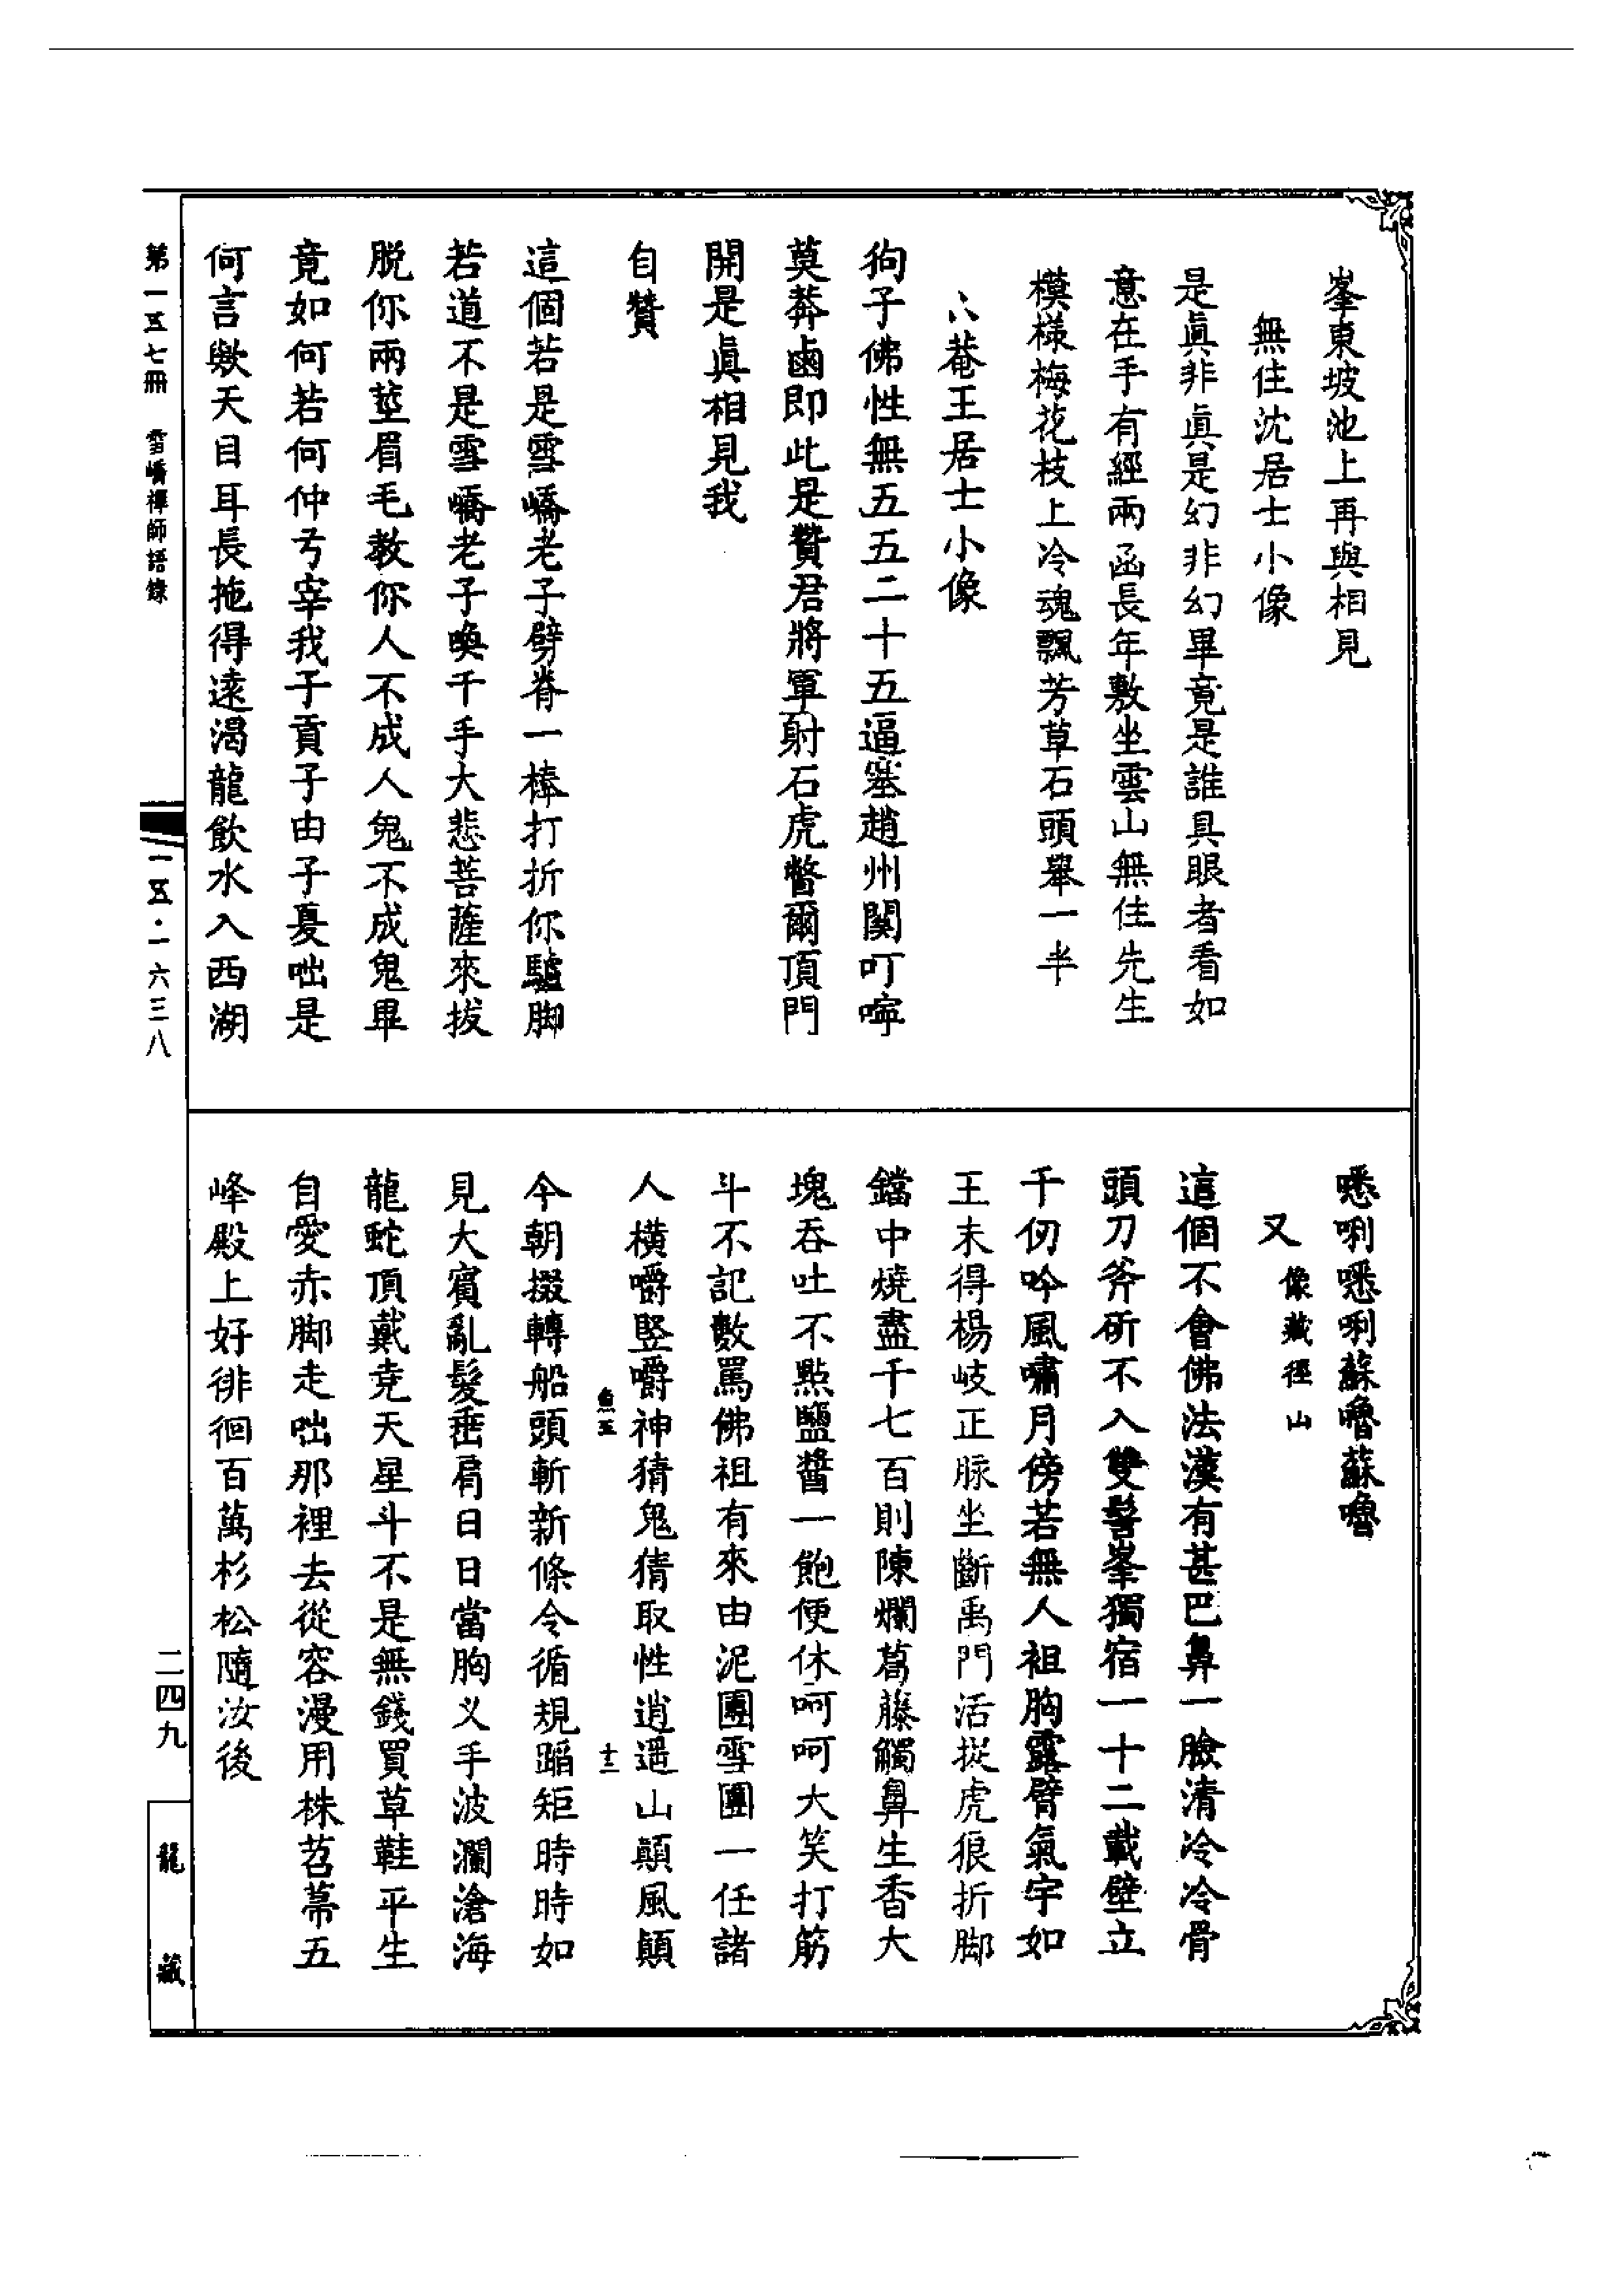 峯東坡池上再與相見
無住沈居士小像
是眞非眞是幻非幻畢竟是誰具眼者看如
意在手有經兩函長年敷坐雲山無住先生
模樣梅花枝上冷魂飄芳草石頭舉一半
菴王居士小像
狗子佛性無五五二十五逼塞趙州関叮嚀
莫莽鹵即此是贊君將軍射石虎瞥爾頂門
開是眞相見我
自贊
這個若是雪嶠老子劈脊一棒打折你驢脚
若道不是雪嶠老子喚千手大悲菩薩來拔
脫你兩莖眉毛教你人不成人鬼不成鬼畢
竟如何若何仲弓宰我子貢子由子夏咄是
何言歟天目耳長拖得遠渴龍飲水入西湖
悉唎悉唎蘇嚕蘇嚕
又 像藏徑山
這個不會佛法漢有甚巴鼻一臉清冷冷骨
頭刀斧斫不入雙髻峯獨宿一十二載壁立
千仞吟風嘯月傍若無人袒胸露臂氣宇如
王末得楊岐正脉坐斷禹門活捉虎狼折脚
鐺中燒盡千七百則陳爛葛藤觸鼻生香大
塊吞吐不點鹽醬一飽便休呵呵大笑打筋
斗不記數罵佛祖有來由泥團雪團一任諸
人橫嚼竪嚼神猜鬼猜取性逍遥山顛風顛
魚五
十三
今朝掇轉船頭斬新條令循規蹈矩時時如
見大賓亂髮垂肩日日當胸义手波瀾滄海
龍蛇頂戴堯天星斗不是無錢買草鞋平生
自愛赤脚走咄那裡去從容漫用株苕帚五
峰殿上好徘徊百萬杉松隨汝後
第一五七冊 雪嶠禪師語錄
一五·一六三八
二四九
龍藏